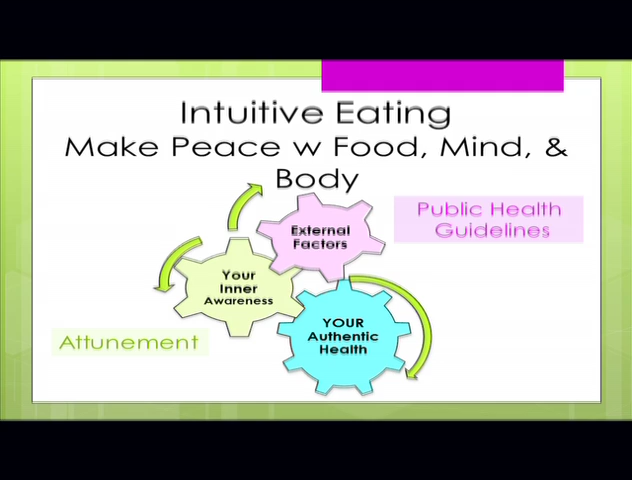 Intuitive Eating
Make Peace w Food, Mind, &
Body
Public Health
Guidelines
External
Factors
Your
Inner
Awareness
YOUR
Authentic
Health
Attunement